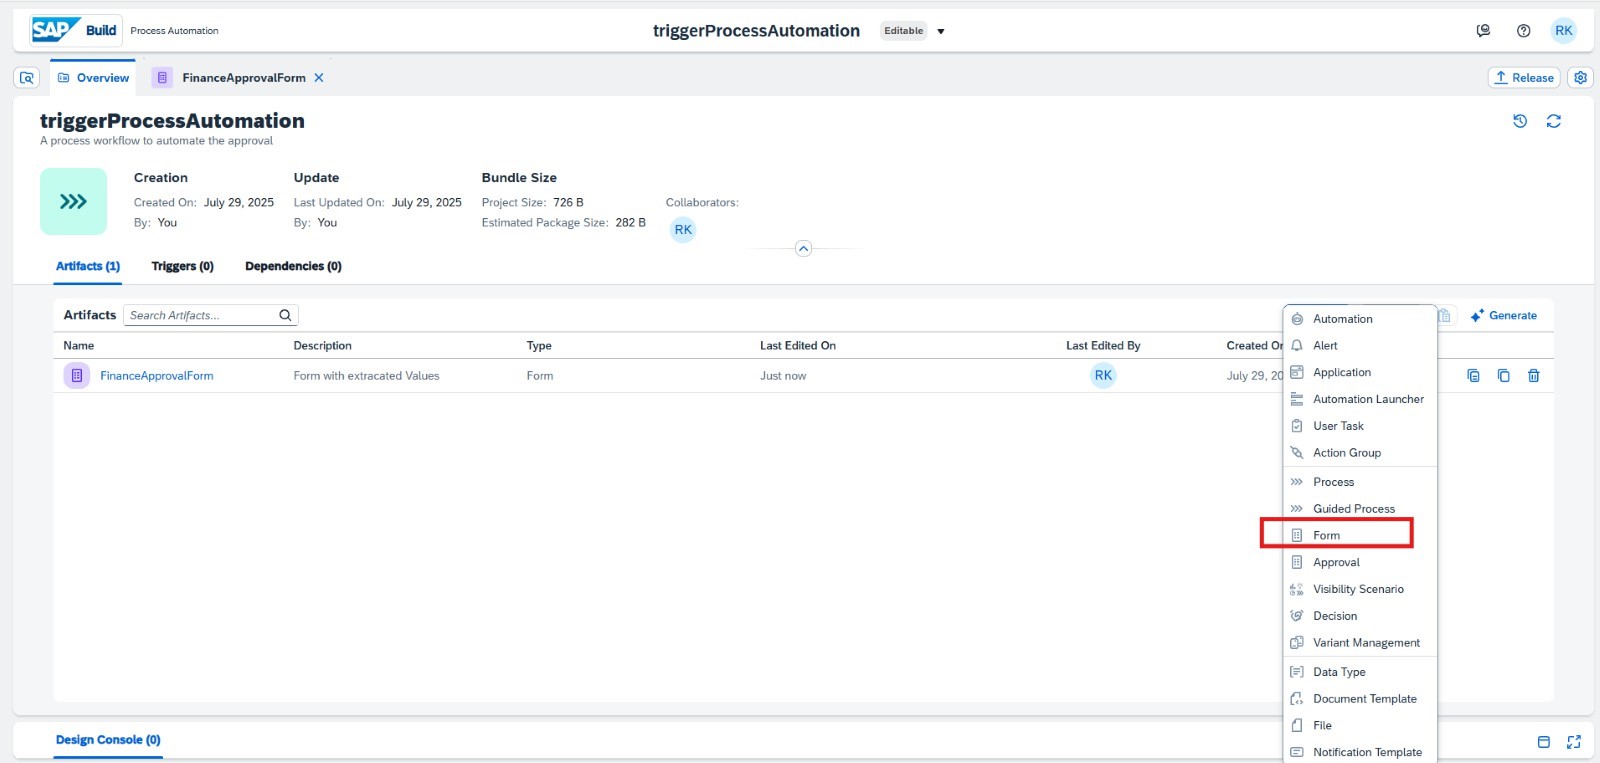 SAP Build Process Automation
triggerProcessAutomation Editable
RK
Overview
FinanceApprovalForm
Release
triggerProcessAutomation
A process workflow to automate the approval
Creation
Created On: July 29, 2025
By: You
Update
Last Updated On: July 29, 2025
By: You
Bundle Size
Project Size: 726 B
Estimated Package Size: 282 B
Collaborators:
RK
Artifacts (1) Triggers (0) Dependencies (0)
Artifacts Search Artifacts...
Generate
Name Description Type Last Edited On Last Edited By Created On
FinanceApprovalForm Form with extracated Values Form Just now RK July 29, 20
Automation
Alert
Application
Automation Launcher
User Task
Action Group
Process
Guided Process
Form
Approval
Visibility Scenario
Decision
Variant Management
Data Type
Document Template
File
Notification Template
Design Console (0)